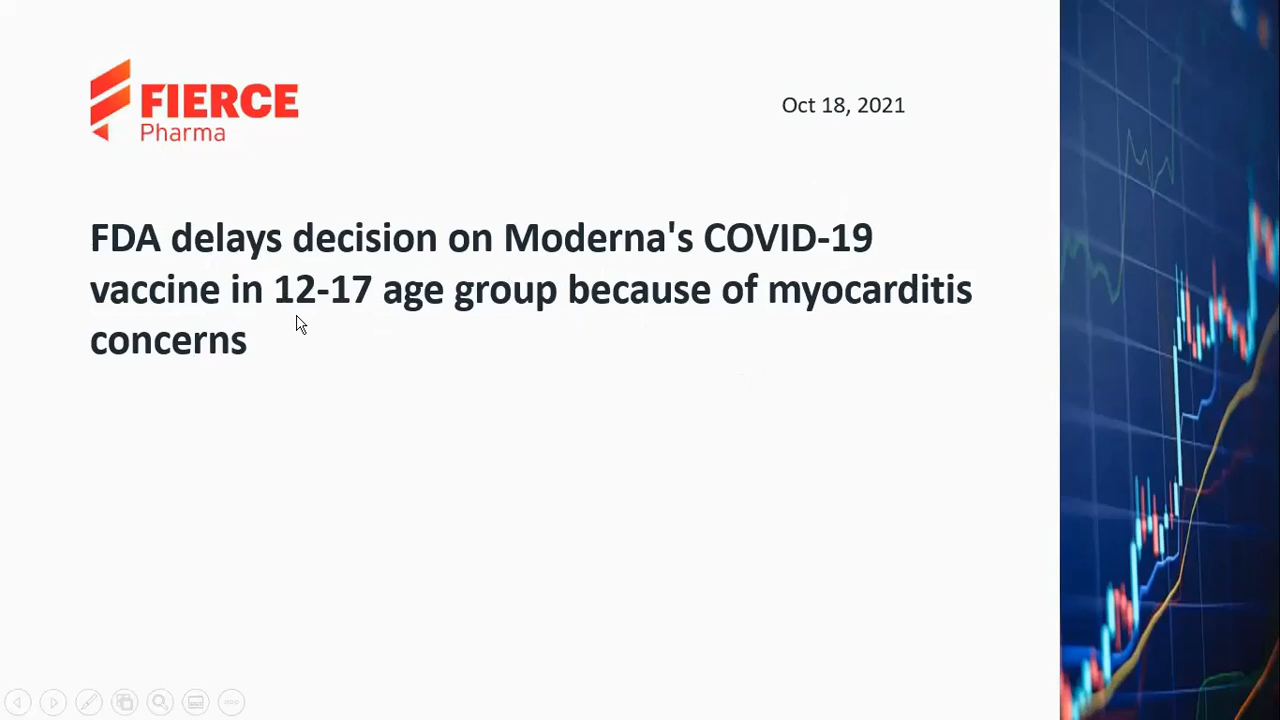 FIERCE
Pharma
Oct 18, 2021
FDA delays decision on Moderna's COVID-19
vaccine in 12-17 age group because of myocarditis
concerns